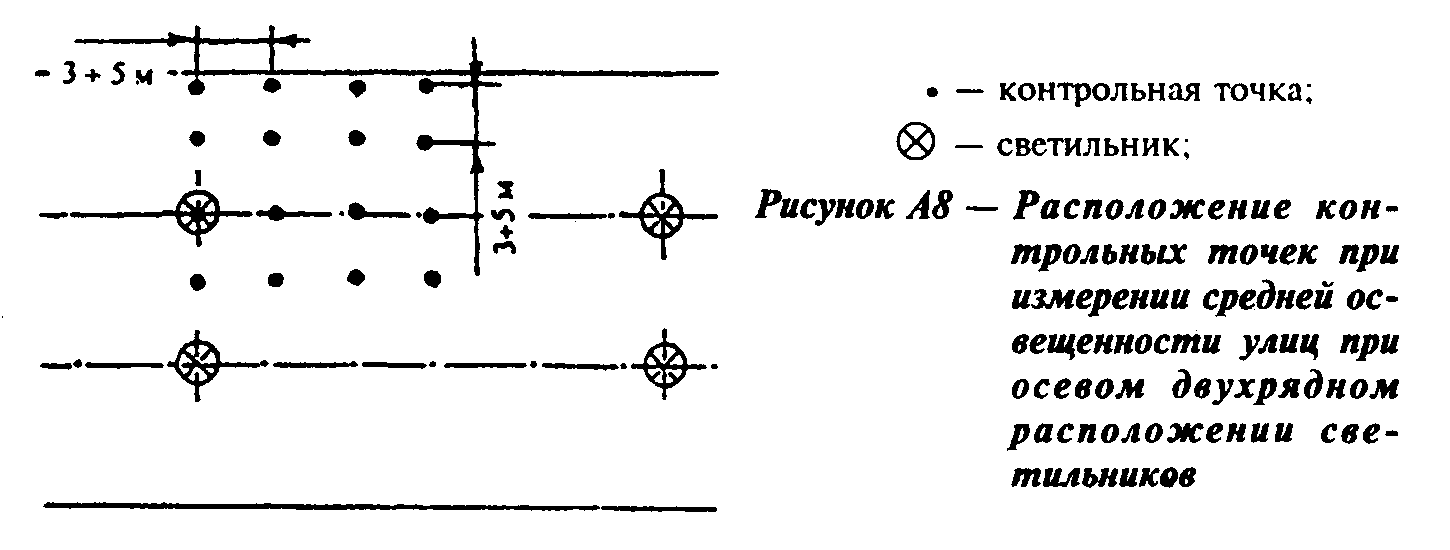 - 3 + 5 м -
3+5 м
• — контрольная точка;
⊗ — светильник;
Рисунок А8 — Расположение кон-
трольных точек при
измерении средней ос-
вещенности улиц при
осевом двухрядном
расположении све-
тильников